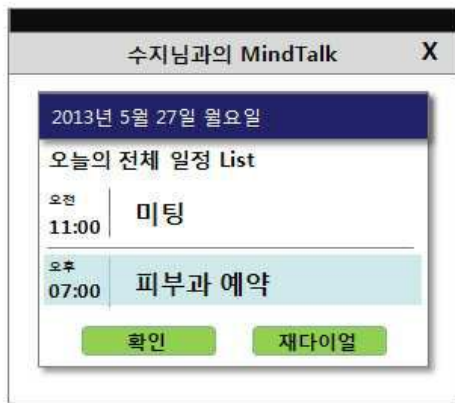 수지님과의 MindTalk X
2013년 5월 27일 월요일
오늘의 전체 일정 List
오전
11:00 미팅
오후
07:00 피부과 예약
확인 재다이얼